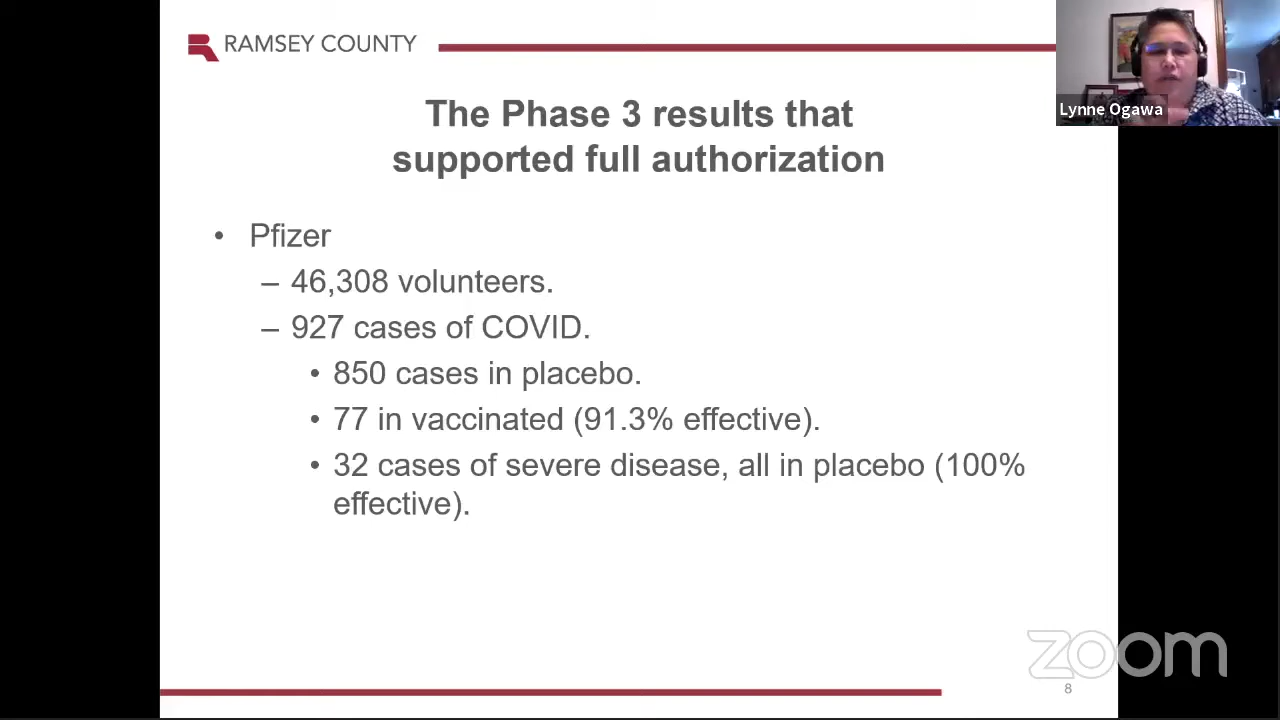 RAMSEY COUNTY
Lynne Ogawa
The Phase 3 results that
supported full authorization
• Pfizer
– 46,308 volunteers.
– 927 cases of COVID.
• 850 cases in placebo.
• 77 in vaccinated (91.3% effective).
• 32 cases of severe disease, all in placebo (100%
effective).
zoom
8